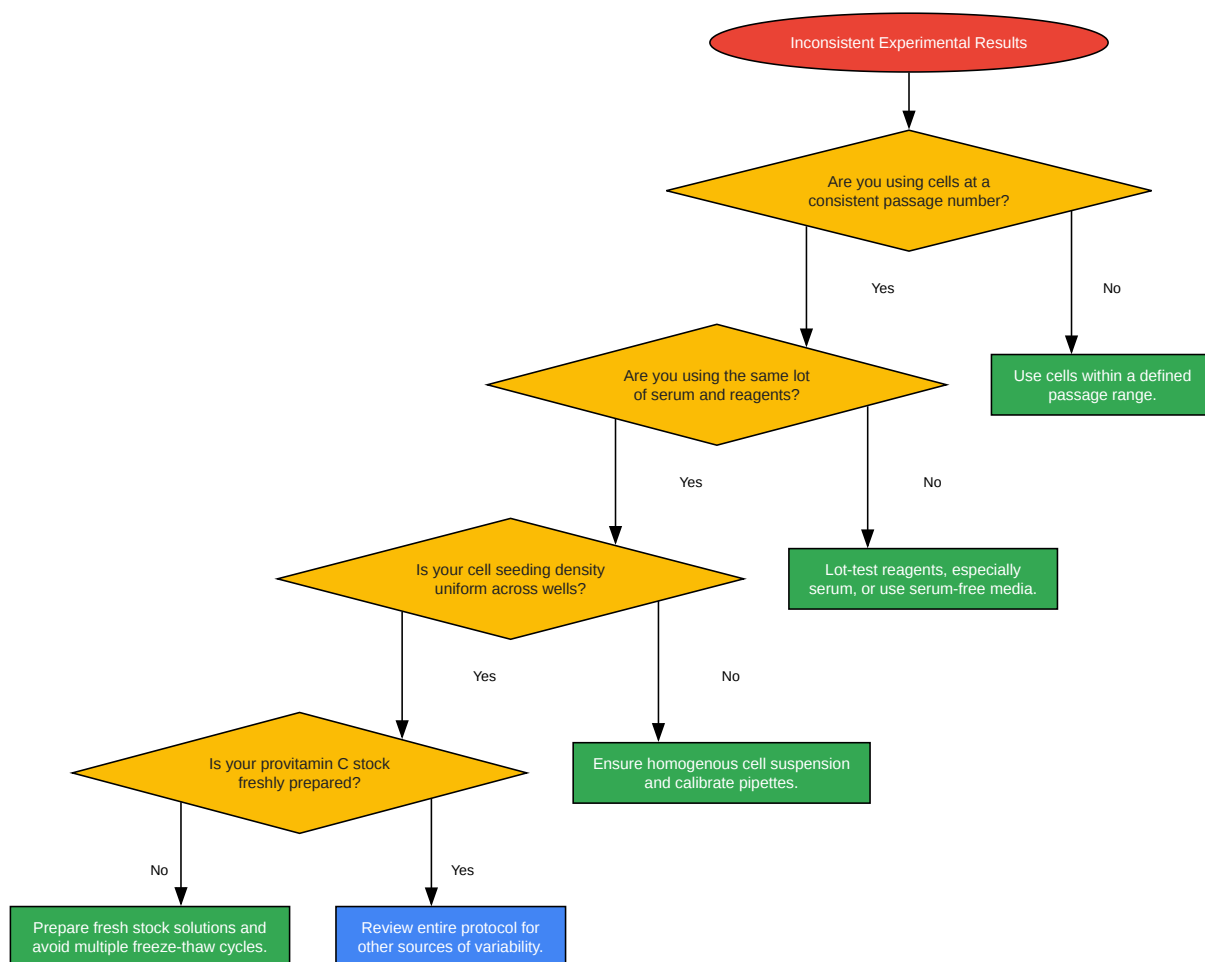 Inconsistent Experimental Results
Are you using cells at a
consistent passage number?
Yes
No
Are you using the same lot
of serum and reagents?
Use cells within a defined
passage range.
Yes
No
Is your cell seeding density
uniform across wells?
Lot-test reagents, especially
serum, or use serum-free media.
Yes
No
Is your provitamin C stock
freshly prepared?
Ensure homogenous cell suspension
and calibrate pipettes.
No
Yes
Prepare fresh stock solutions and
avoid multiple freeze-thaw cycles.
Review entire protocol for
other sources of variability.